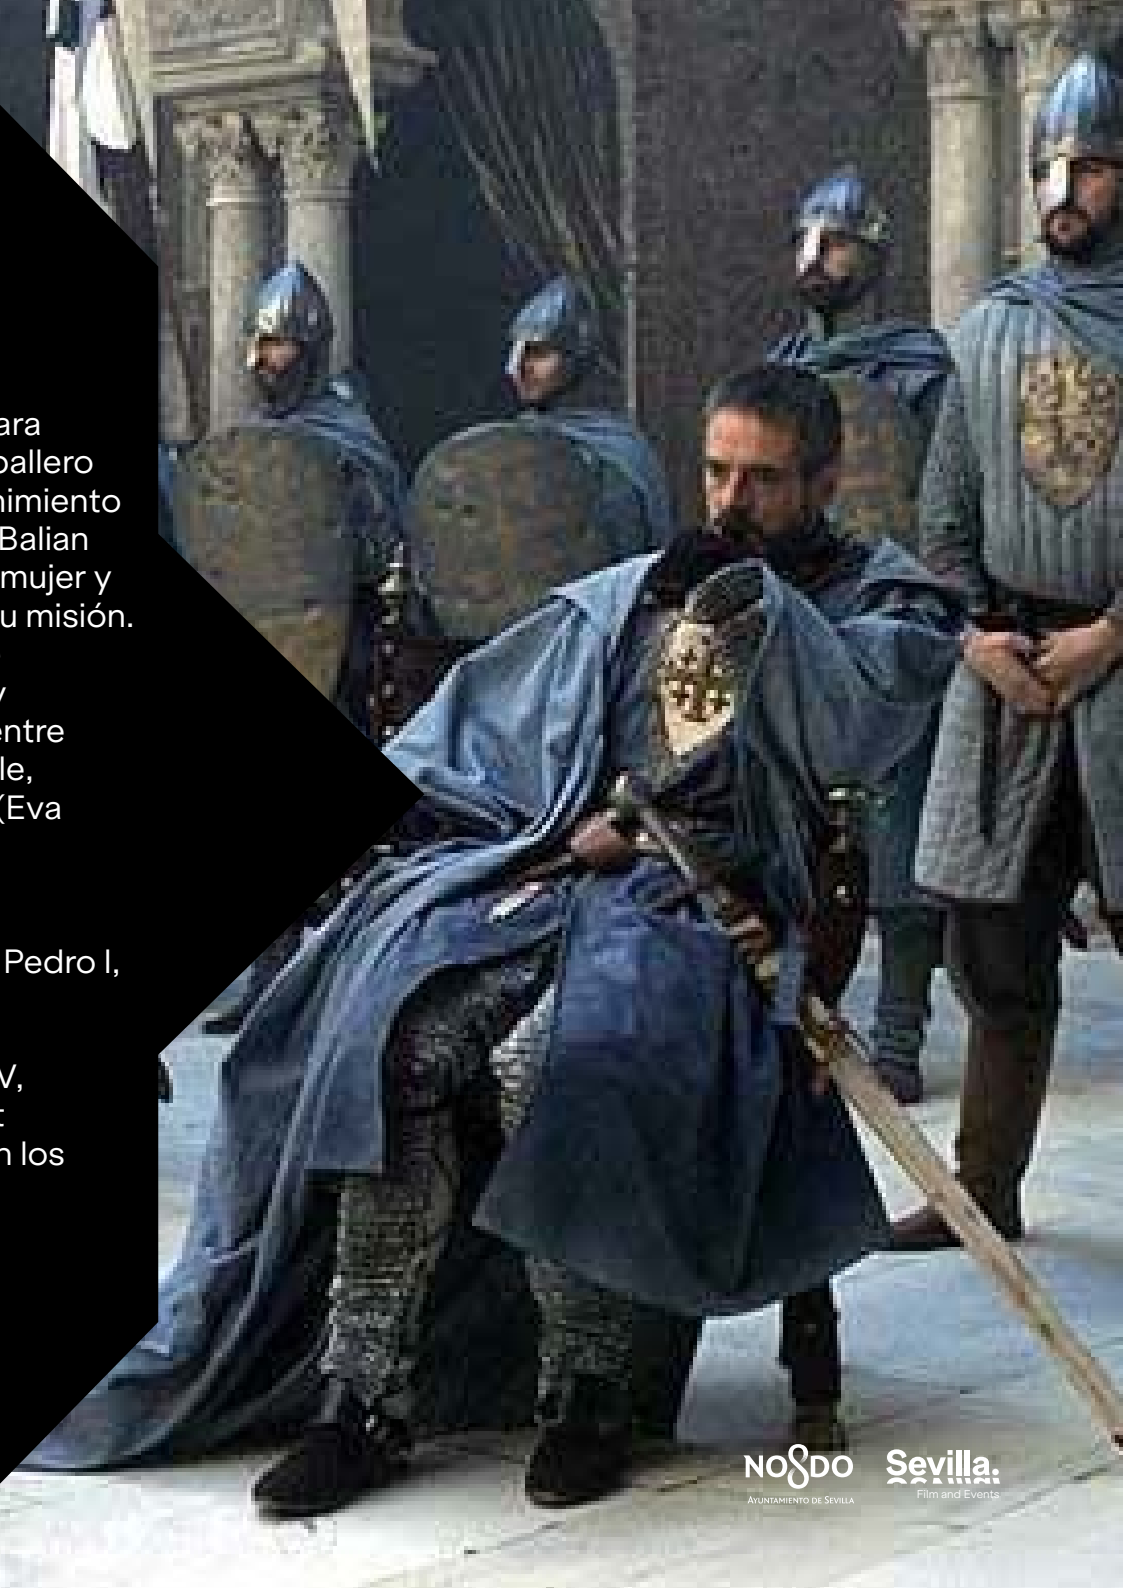 ara
ballero
nimiento
Balian
mujer y
u misión.
y
entre
le,
(Eva
Pedro I,
V,
:
n los
NO8DO
AYUNTAMIENTO DE SEVILLA
Sevilla.
Film and Events